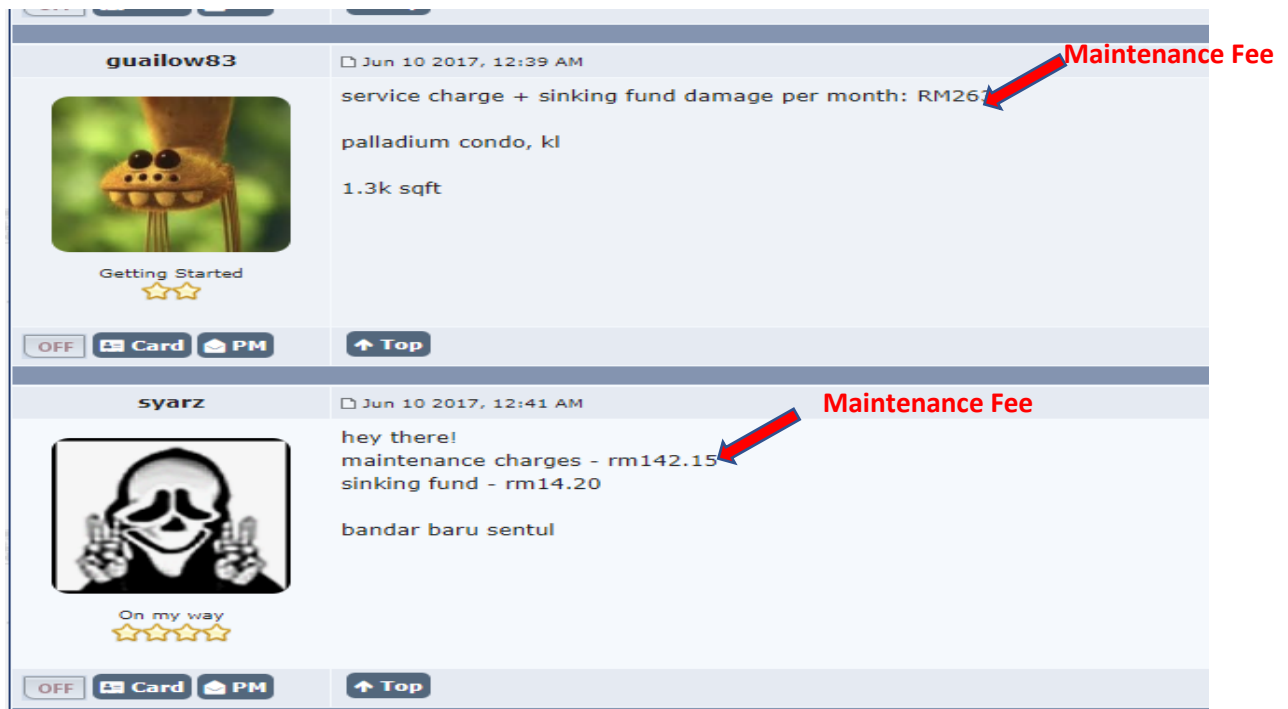 guailow83
Jun 10 2017, 12:39 AM
Maintenance Fee
service charge + sinking fund damage per month:
palladium condo, kl
1.3k sqft
Getting Started
OFF Card PM
Top
syarz
Jun 10 2017, 12:41 AM
Maintenance Fee
hey there!
maintenance charges - rm142.15
sinking fund - rm14.20
bandar baru sentul
On my way
OFF Card PM
Top